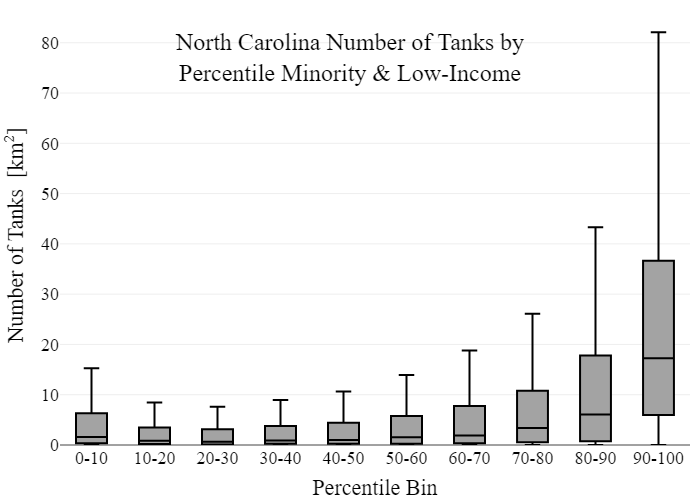 North Carolina Number of Tanks by
Percentile Minority & Low-Income
Number of Tanks [km²]
80
70
60
50
40
30
20
10
0
0-10 10-20 20-30 30-40 40-50 50-60 60-70 70-80 80-90 90-100
Percentile Bin